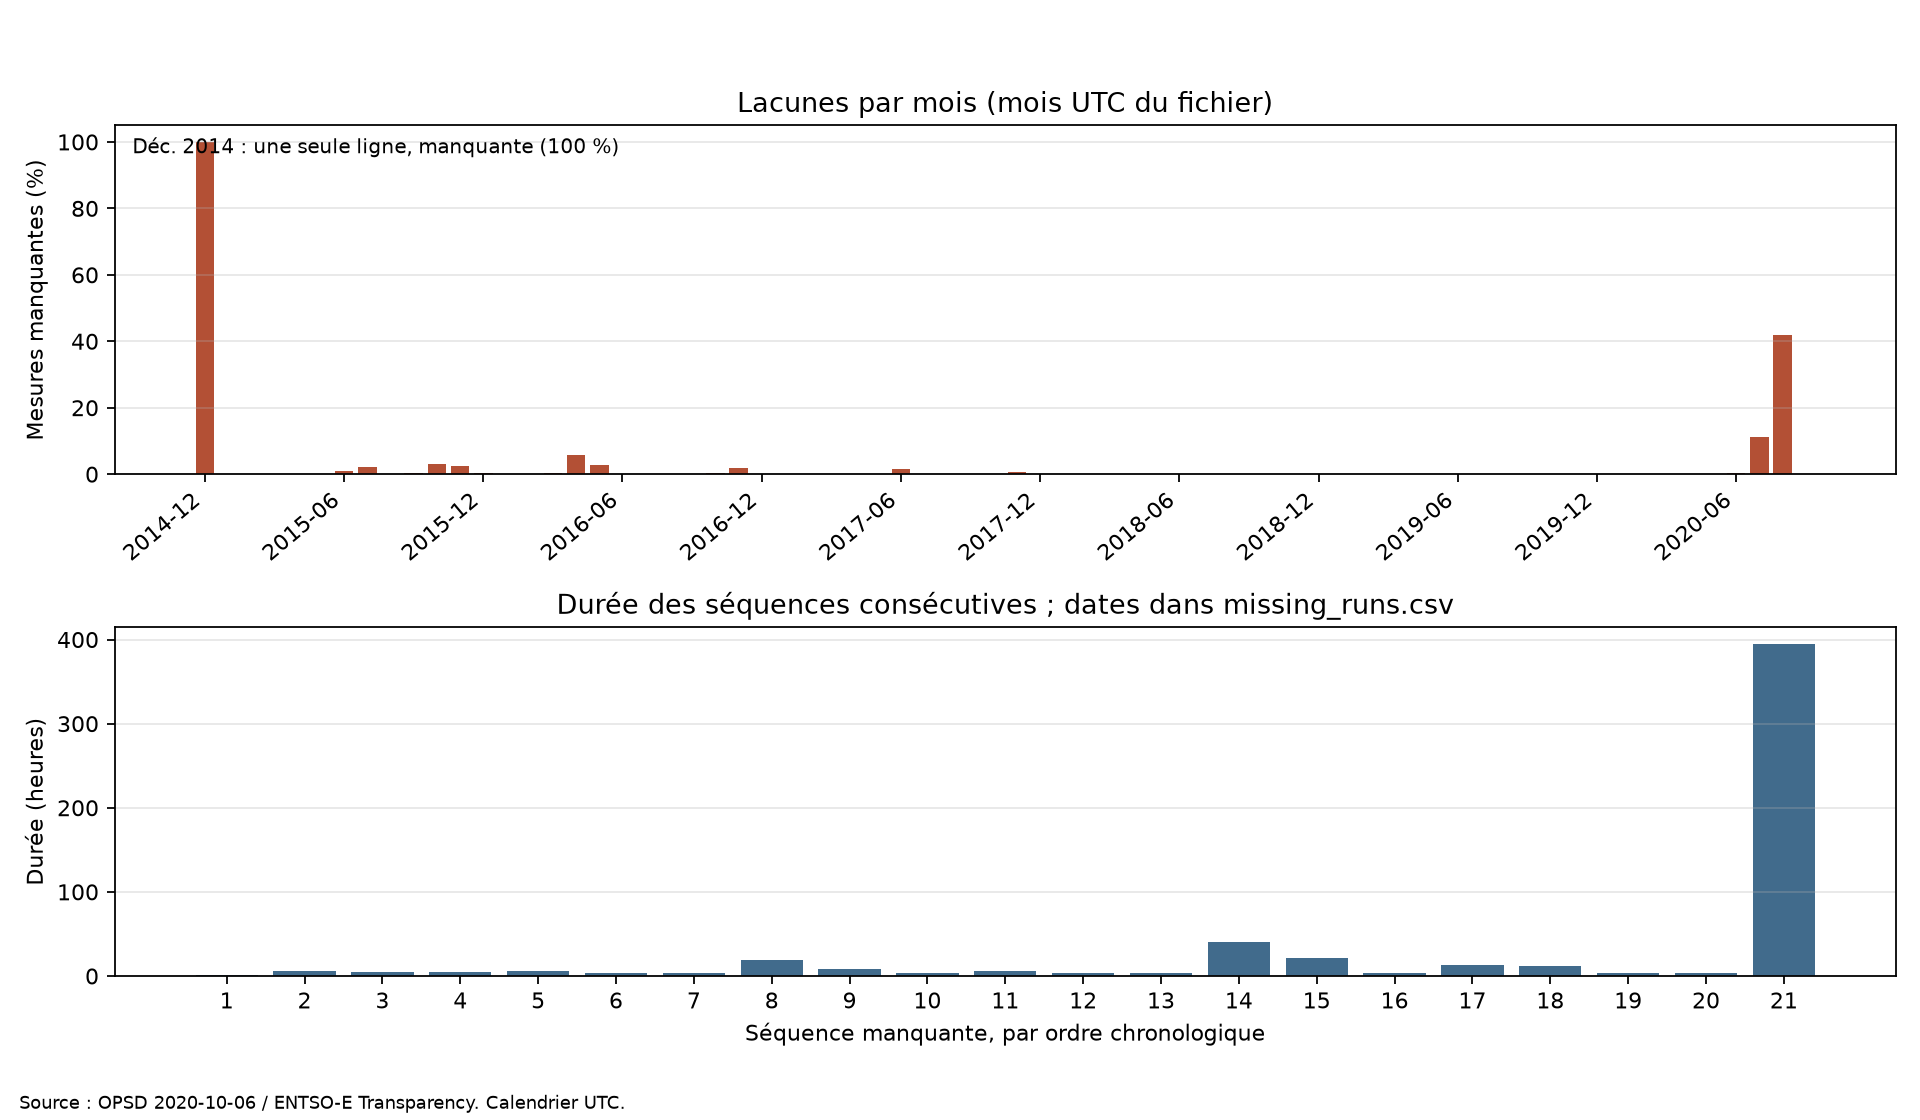 Lacunes par mois (mois UTC du fichier)
Mesures manquantes (%)
100
80
60
40
20
0
Déc. 2014 : une seule ligne, manquante (100 %)
2014-12
2015-06
2015-12
2016-06
2016-12
2017-06
2017-12
2018-06
2018-12
2019-06
2019-12
2020-06
Durée des séquences consécutives ; dates dans missing_runs.csv
Durée (heures)
400
300
200
100
0
1 2 3 4 5 6 7 8 9 10 11 12 13 14 15 16 17 18 19 20 21
Séquence manquante, par ordre chronologique
Source : OPSD 2020-10-06 / ENTSO-E Transparency. Calendrier UTC.